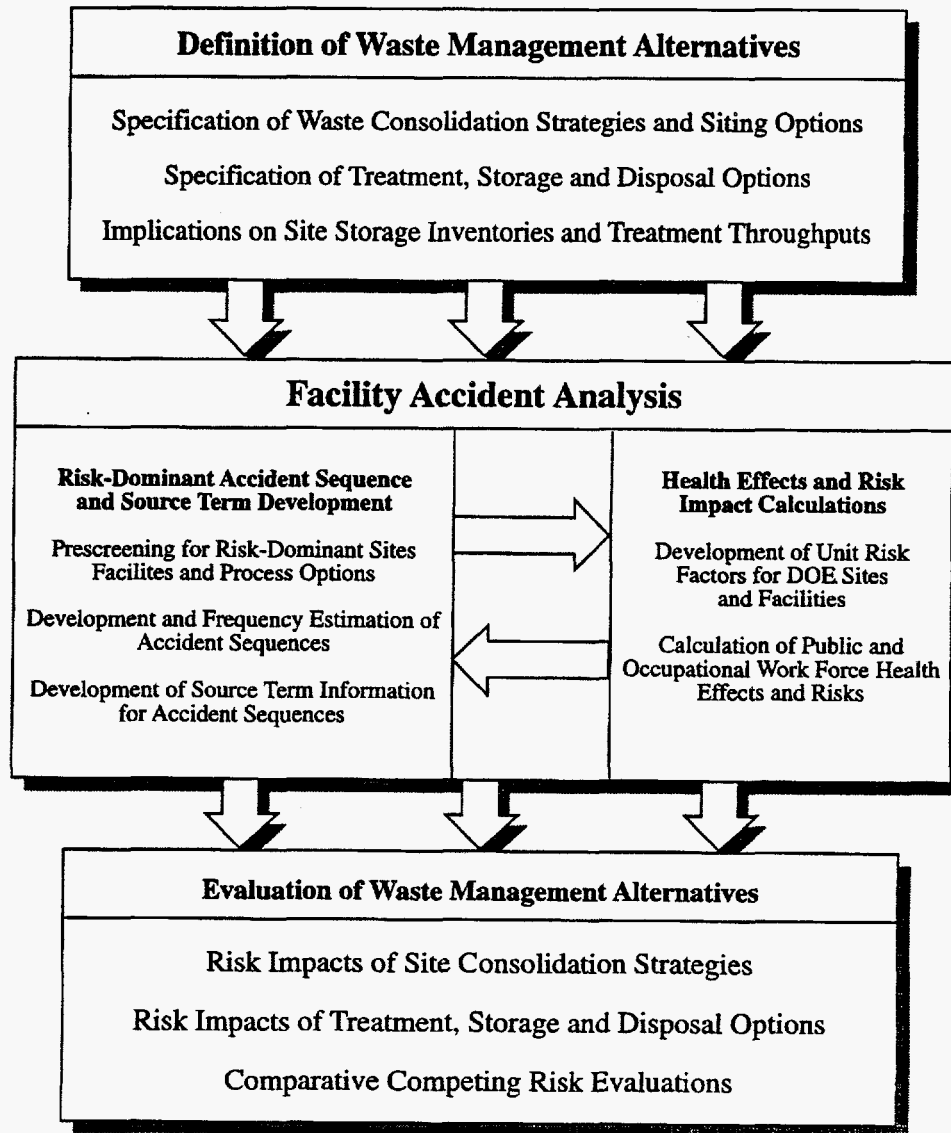 Definition of Waste Management Alternatives
Specification of Waste Consolidation Strategies and Siting Options
Specification of Treatment, Storage and Disposal Options
Implications on Site Storage Inventories and Treatment Throughputs
Facility Accident Analysis
Risk-Dominant Accident Sequence
and Source Term Development
Prescreening for Risk-Dominant Sites
Facilites and Process Options
Development and Frequency Estimation of
Accident Sequences
Development of Source Term Information
for Accident Sequences
Health Effects and Risk
Impact Calculations
Development of Unit Risk
Factors for DOE Sites
and Facilities
Calculation of Public and
Occupational Work Force Health
Effects and Risks
Evaluation of Waste Management Alternatives
Risk Impacts of Site Consolidation Strategies
Risk Impacts of Treatment, Storage and Disposal Options
Comparative Competing Risk Evaluations